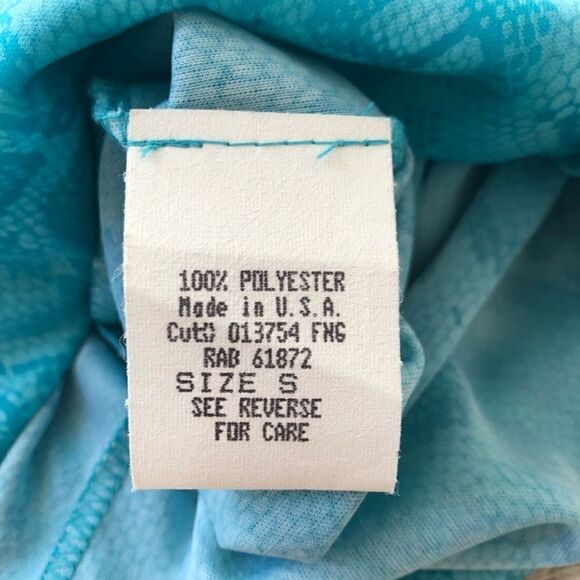 100% POLYESTER
Made in U.S.A.
Cut# 013754 FNG
RAB 61872
SIZE S
SEE REVERSE
FOR CARE